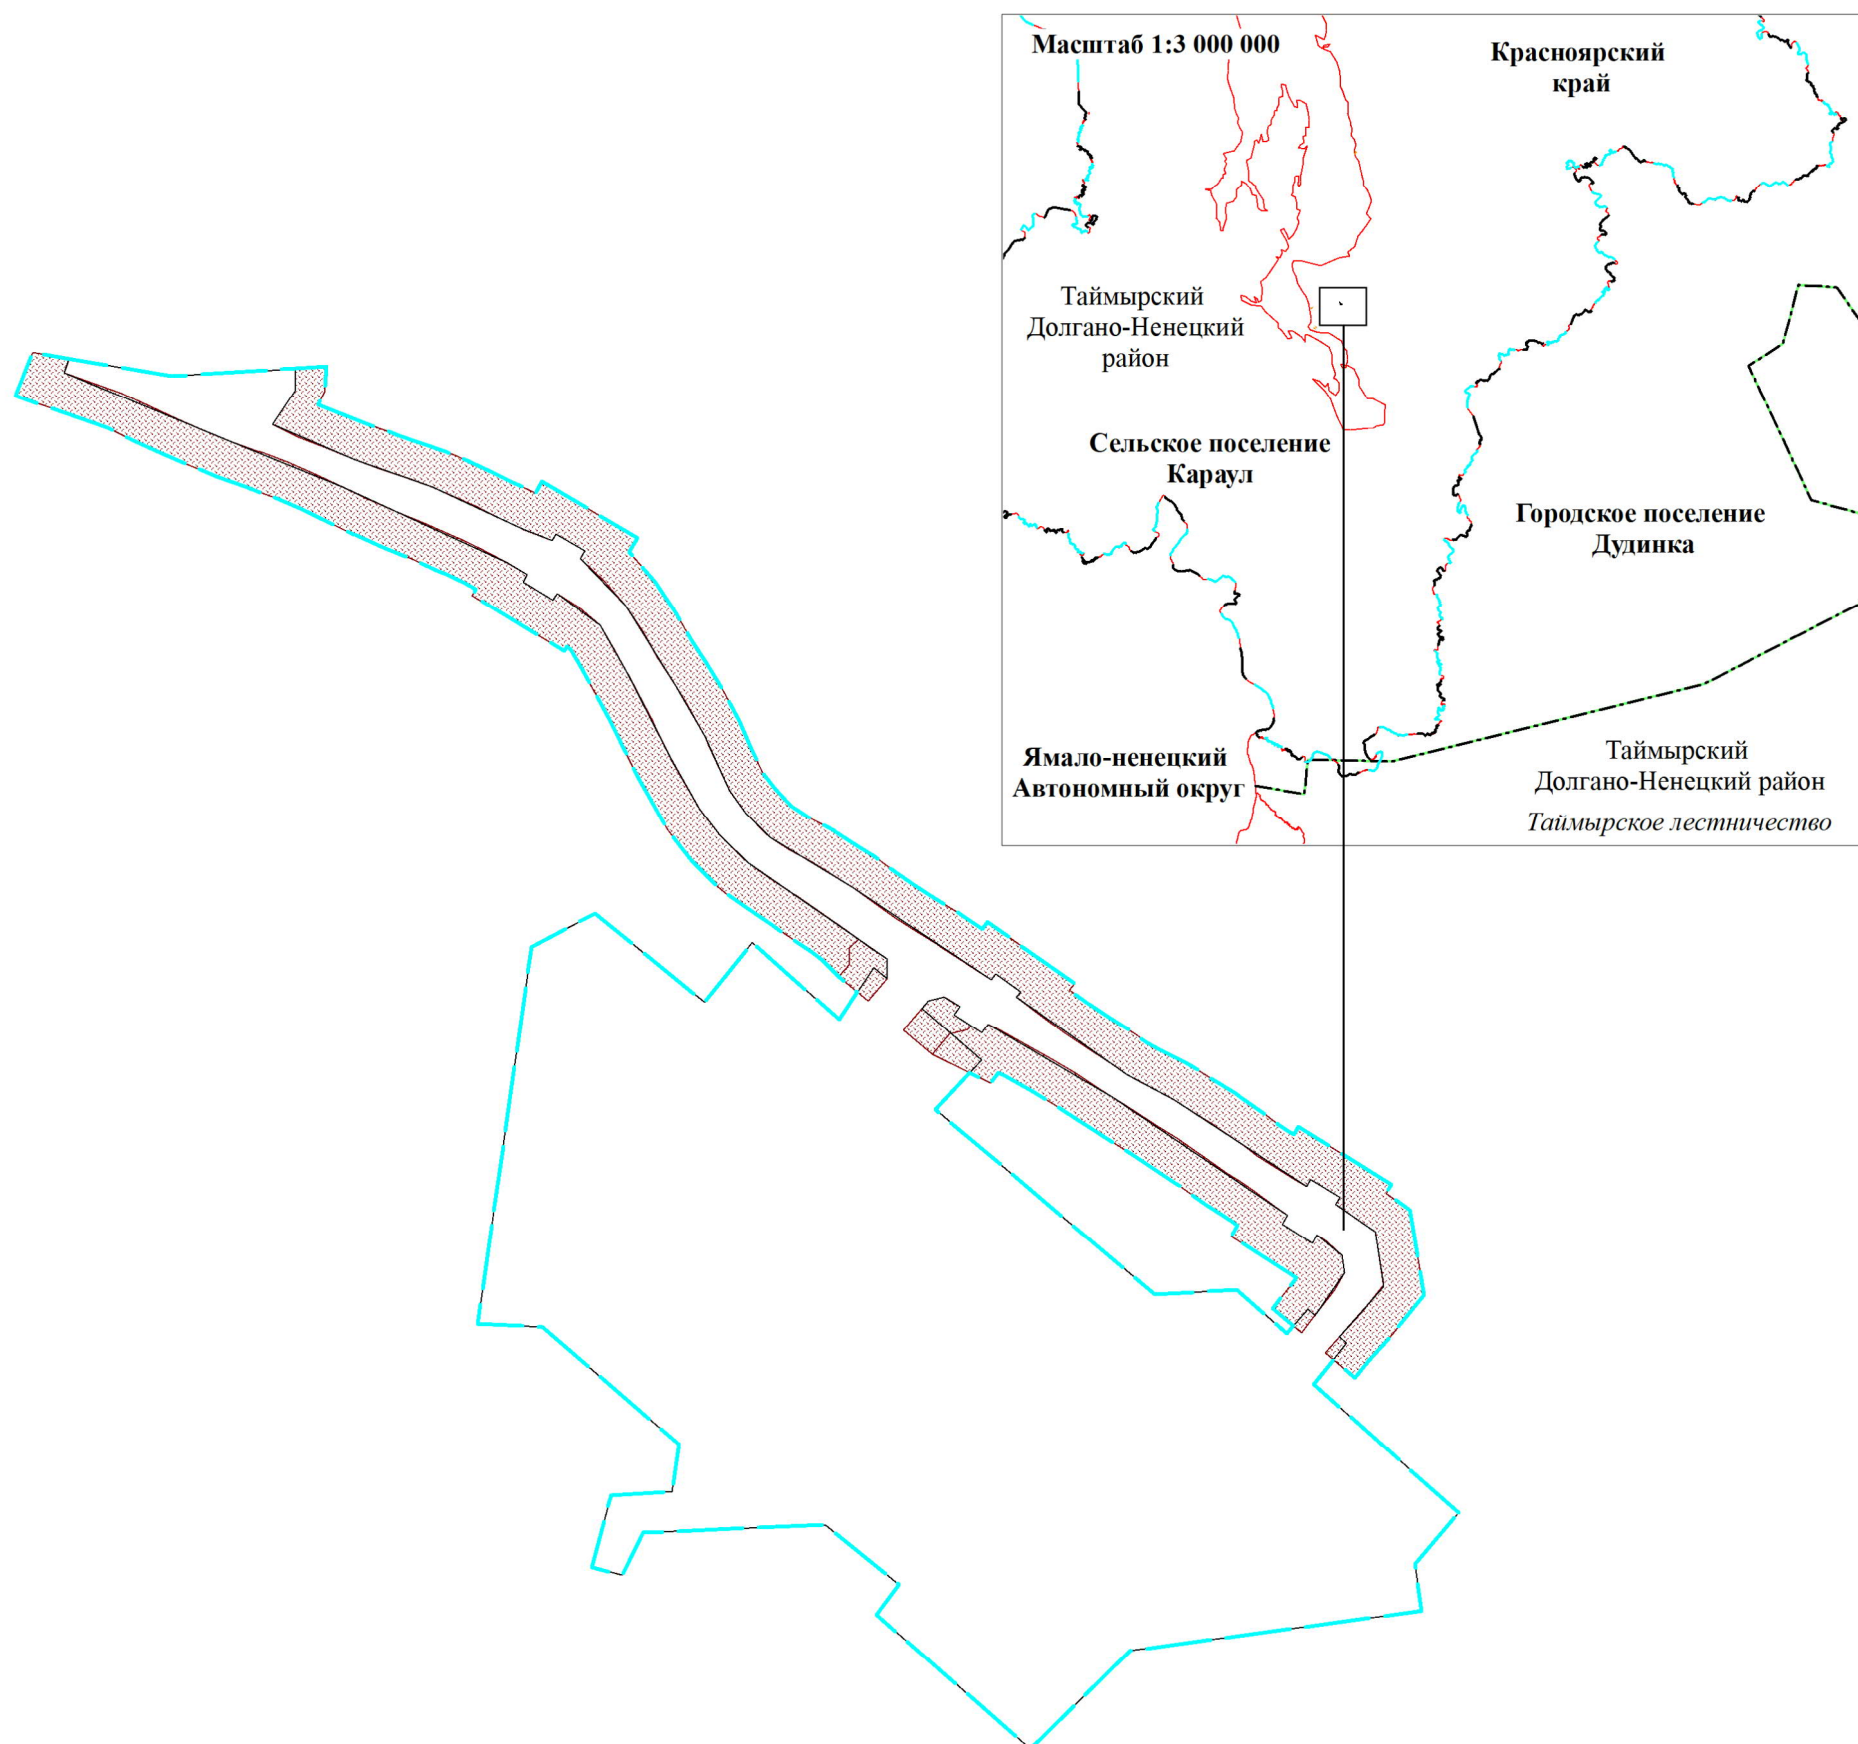 Масштаб 1:3 000 000
Красноярский
край
Таймырский
Долгано-Ненецкий
район
Сельское поселение
Караул
Городское поселение
Дудинка
Ямало-ненецкий
Автономный округ
Таймырский
Долгано-Ненецкий район
Таймырское лестничество